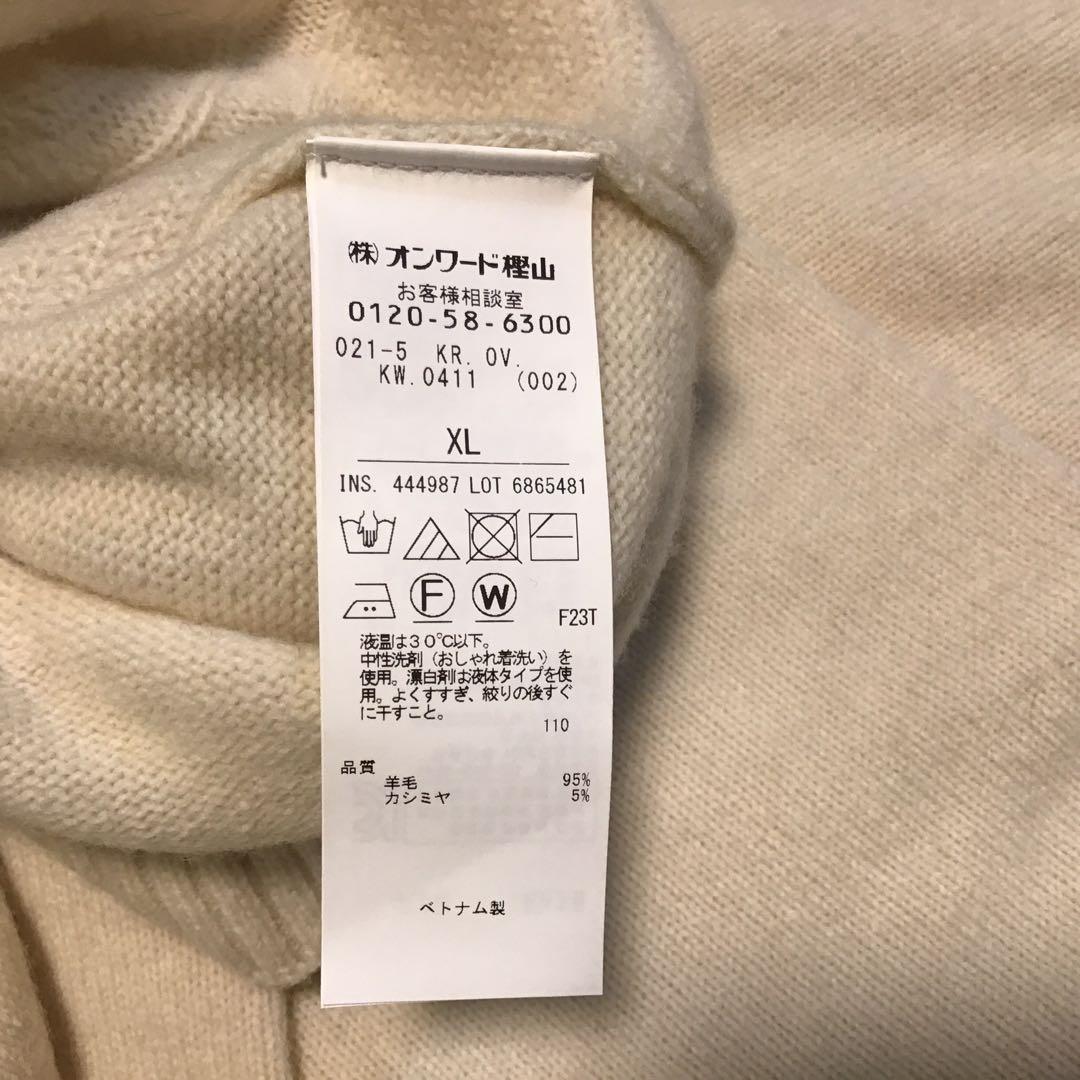 ㈱オンワード樫山
お客様相談室
0120-58-6300
021-5 KR. OV.
KW.0411 (002)
XL
INS. 444987 LOT 6865481
F W F23T
液温は30℃以下。
中性洗剤(おしゃれ着洗い)を
使用。漂白剤は液体タイプを使
用。よくすすぎ、絞りの後すぐ
に干すこと。
110
品質
羊毛 95%
カシミヤ 5%
ベトナム製